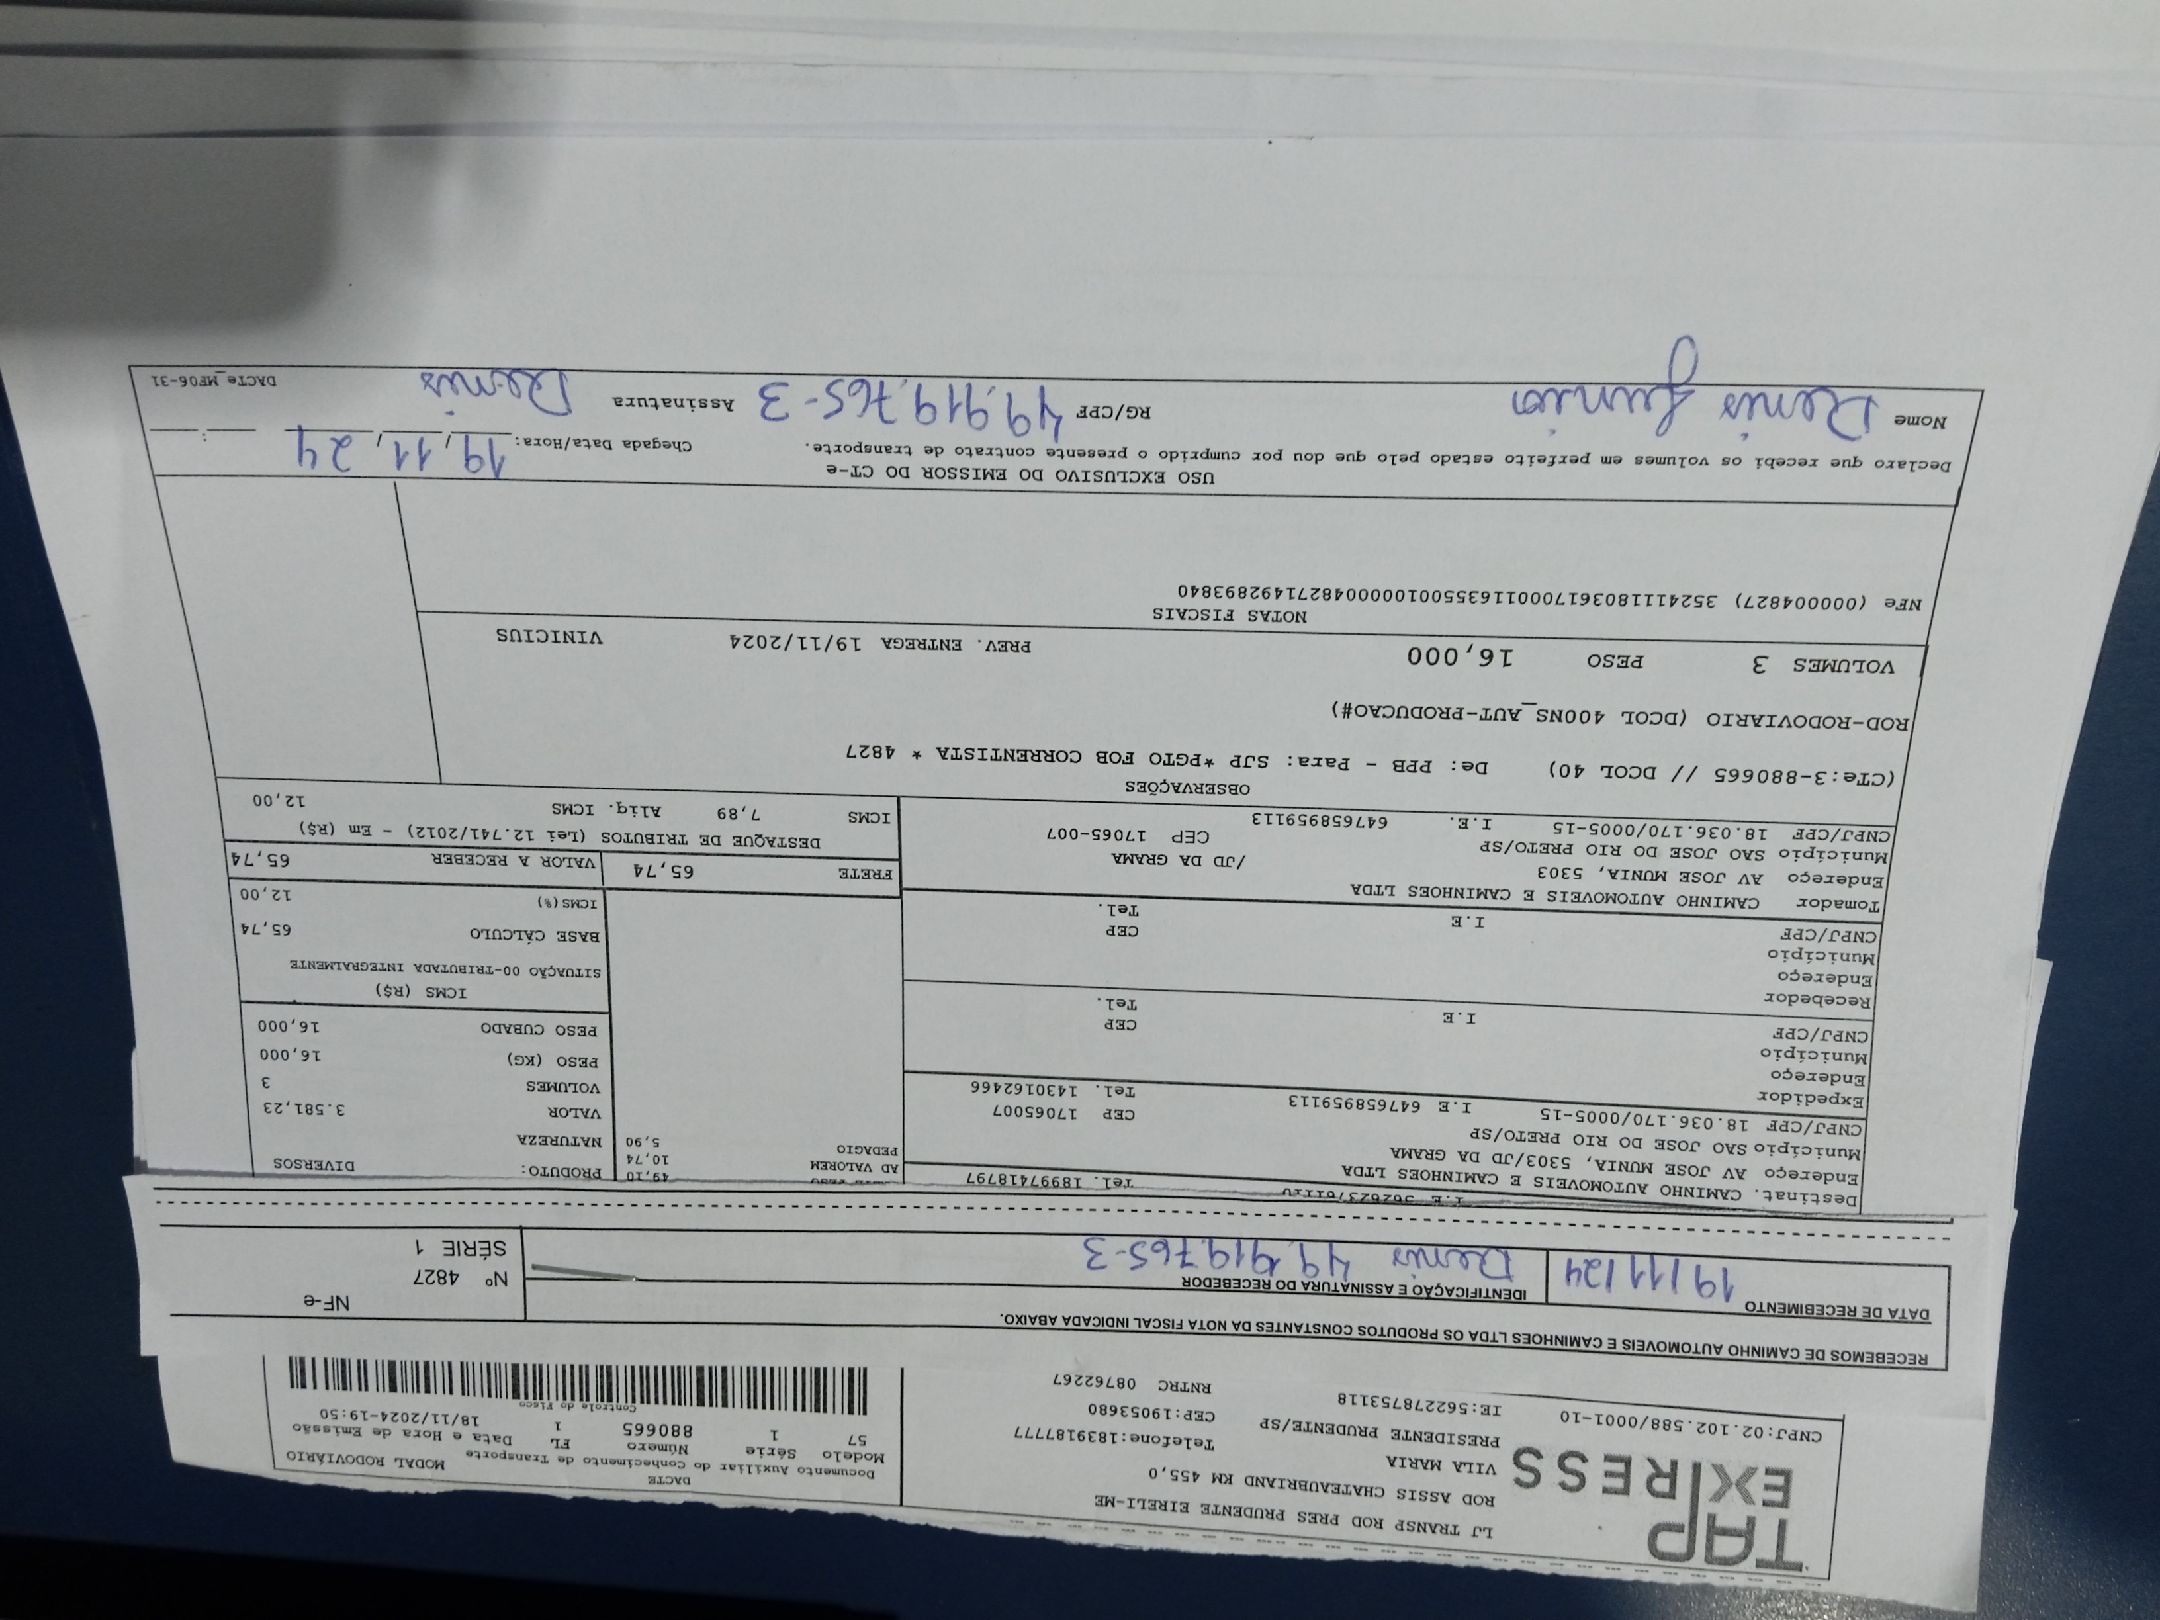 TAP
EXPRESS
LJ TRANSP ROD PRES PRUDENTE EIRELI-ME
ROD ASSIS CHATEAUBRIAND KM 455,0
VILA MARIA Telefone:1839187777
PRESIDENTE PRUDENTE/SP CEP:19053680
CNPJ:02.102.588/0001-10 IE:562278753118 RNTRC 08762267
DACTE
Documento Auxiliar do Conhecimento de Transporte MODAL RODOVIÁRIO
Modelo Série Número FL Data e Hora de Emissão
57 1 880665 1 18/11/2024-19:50
Controle do Fisco
RECEBEMOS DE CAMINHO AUTOMOVEIS E CAMINHOES LTDA OS PRODUTOS CONSTANTES DA NOTA FISCAL INDICADA ABAIXO.
DATA DE RECEBIMENTO 19/11/24
IDENTIFICAÇÃO E ASSINATURA DO RECEBEDOR
Denis 49.919.765-3
NF-e
Nº 4827
SÉRIE 1
I.E Tel. 18997418797
Destinat. CAMINHO AUTOMOVEIS E CAMINHOES LTDA
Endereço AV JOSE MUNIA, 5303/JD DA GRAMA
Município SAO JOSE DO RIO PRETO/SP CEP 17065007
CNPJ/CPF 18.036.170/0005-15 I.E 647658959113 Tel. 1430162466
Expedidor
Endereço
Município CEP
CNPJ/CPF I.E Tel.
Recebedor
Endereço
Município CEP
CNPJ/CPF I.E Tel.
Tomador CAMINHO AUTOMOVEIS E CAMINHOES LTDA
Endereço AV JOSE MUNIA, 5303 /JD DA GRAMA
Município SAO JOSE DO RIO PRETO/SP CEP 17065-007
CNPJ/CPF 18.036.170/0005-15 I.E. 647658959113
49,10
AD VALOREM 10,74
PEDAGIO 5,90
PRODUTO: DIVERSOS
NATUREZA
VALOR 3.581,23
VOLUMES 3
PESO (KG) 16,000
PESO CUBADO 16,000
ICMS (R$)
SITUAÇÃO 00-TRIBUTADA INTEGRALMENTE
BASE CÁLCULO 65,74
ICMS(%) 12,00
FRETE 65,74 VALOR A RECEBER 65,74
DESTAQUE DE TRIBUTOS (Lei 12.741/2012) - Em (R$)
ICMS 7,89 Aliq. ICMS 12,00
OBSERVAÇÕES
(CTe:3-880665 // DCOL 40) De: PPB - Para: SJP *PGTO FOB CORRENTISTA * 4827
ROD-RODOVIARIO (DCOL 400NS_AUT-PRODUCAO#)
VOLUMES 3 PESO 16,000 PREV. ENTREGA 19/11/2024 VINICIUS
NOTAS FISCAIS
NFe (000004827) 35241118036170001163550010000048271492893840
USO EXCLUSIVO DO EMISSOR DO CT-e
Declaro que recebi os volumes em perfeito estado pelo que dou por cumprido o presente contrato de transporte. Chegada Data/Hora: 19/11/24 __:__
Nome Denis Junior RG/CPF 49.919.765-3 Assinatura Denis
DACTe_MF06-31